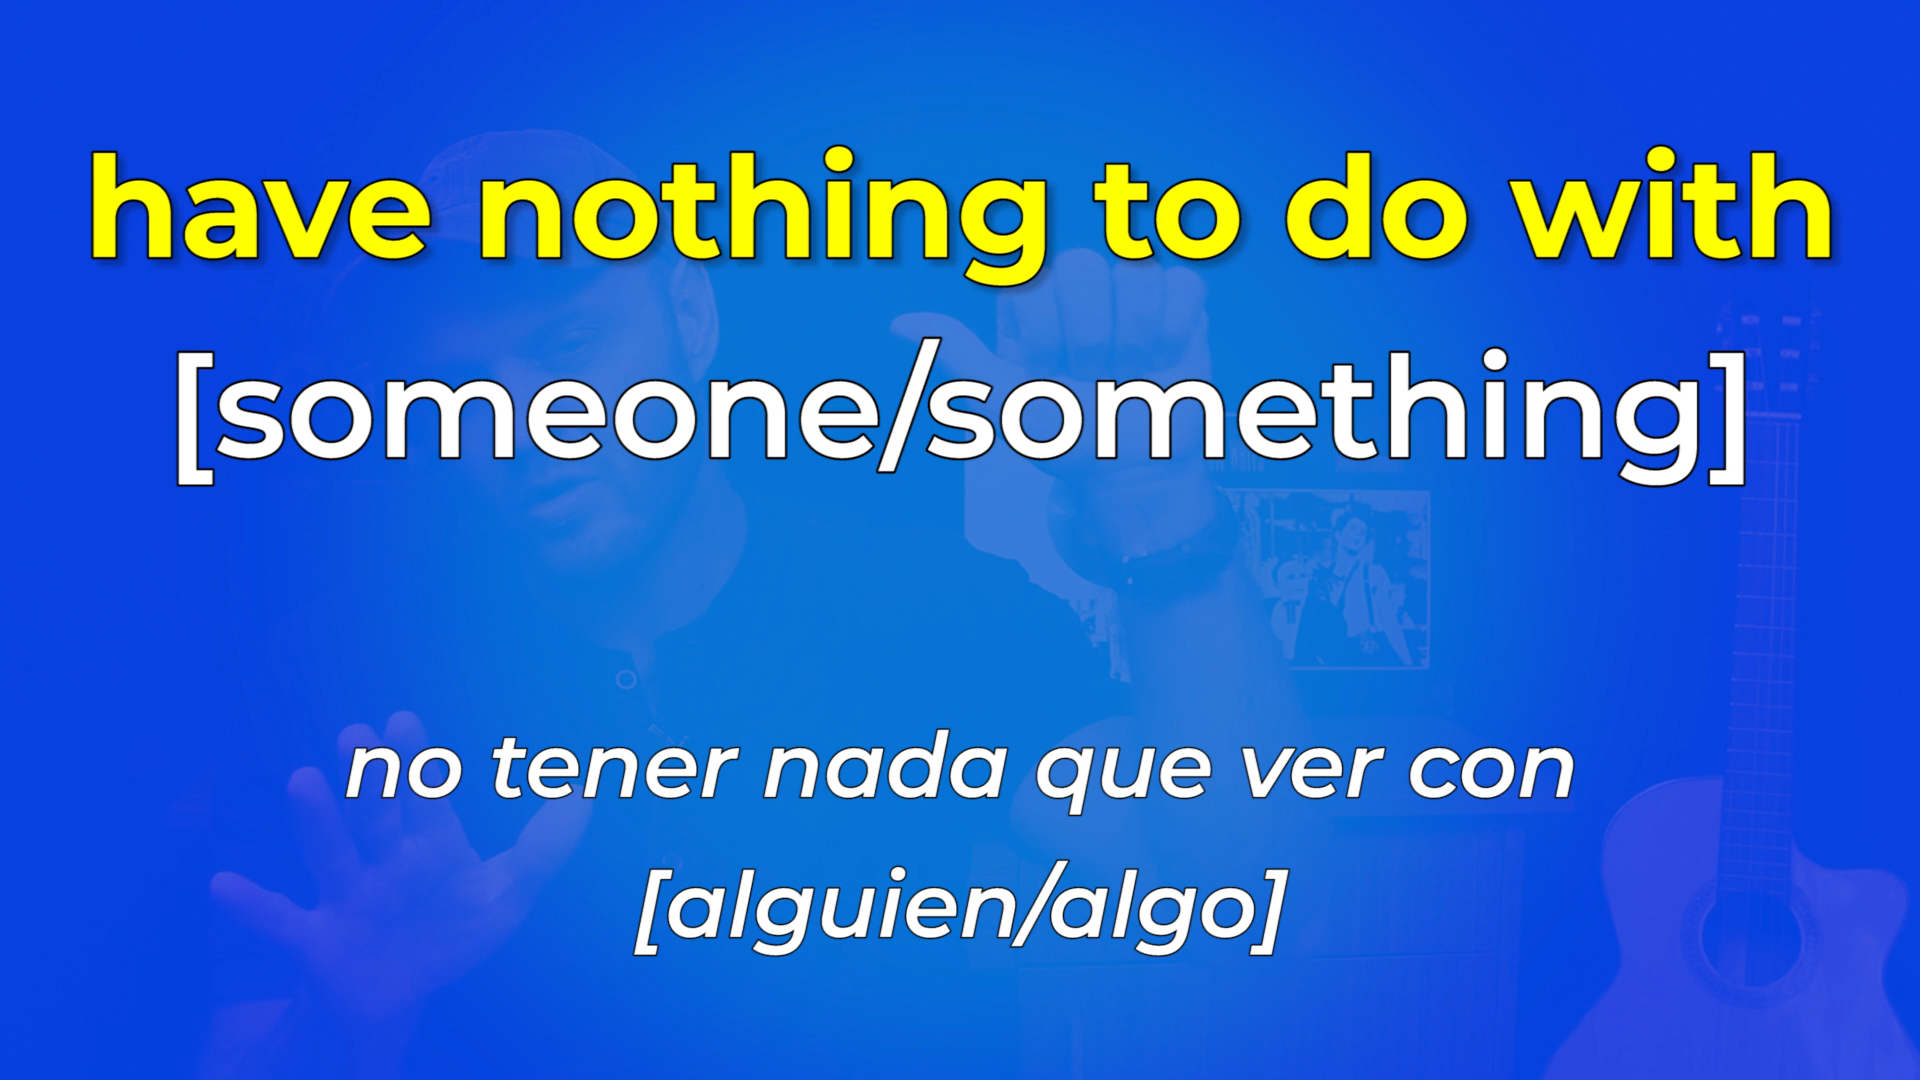 have nothing to do with
[someone/something]
no tener nada que ver con
[alguien/algo]